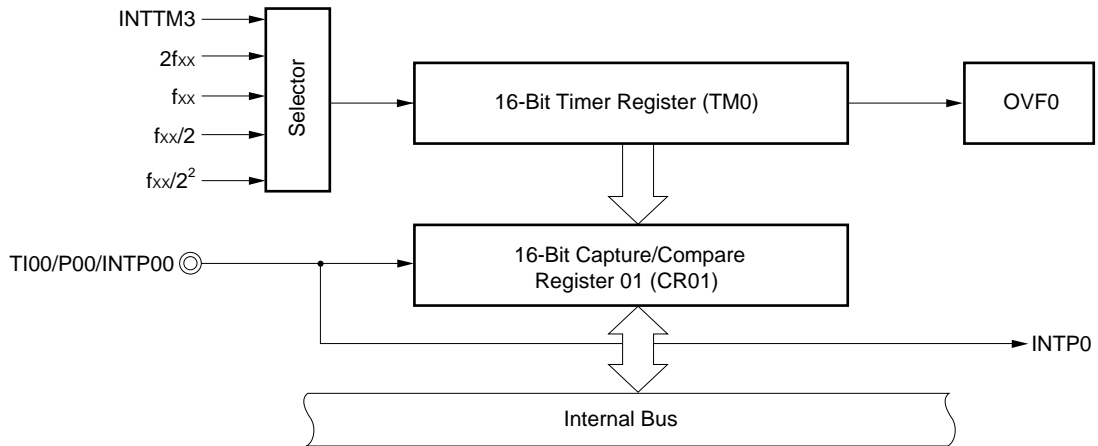 INTTM3
2fxx
fxx
fxx/2
fxx/2²
Selector
16-Bit Timer Register (TM0)
OVF0
TI00/P00/INTP00
16-Bit Capture/Compare
Register 01 (CR01)
INTP0
Internal Bus